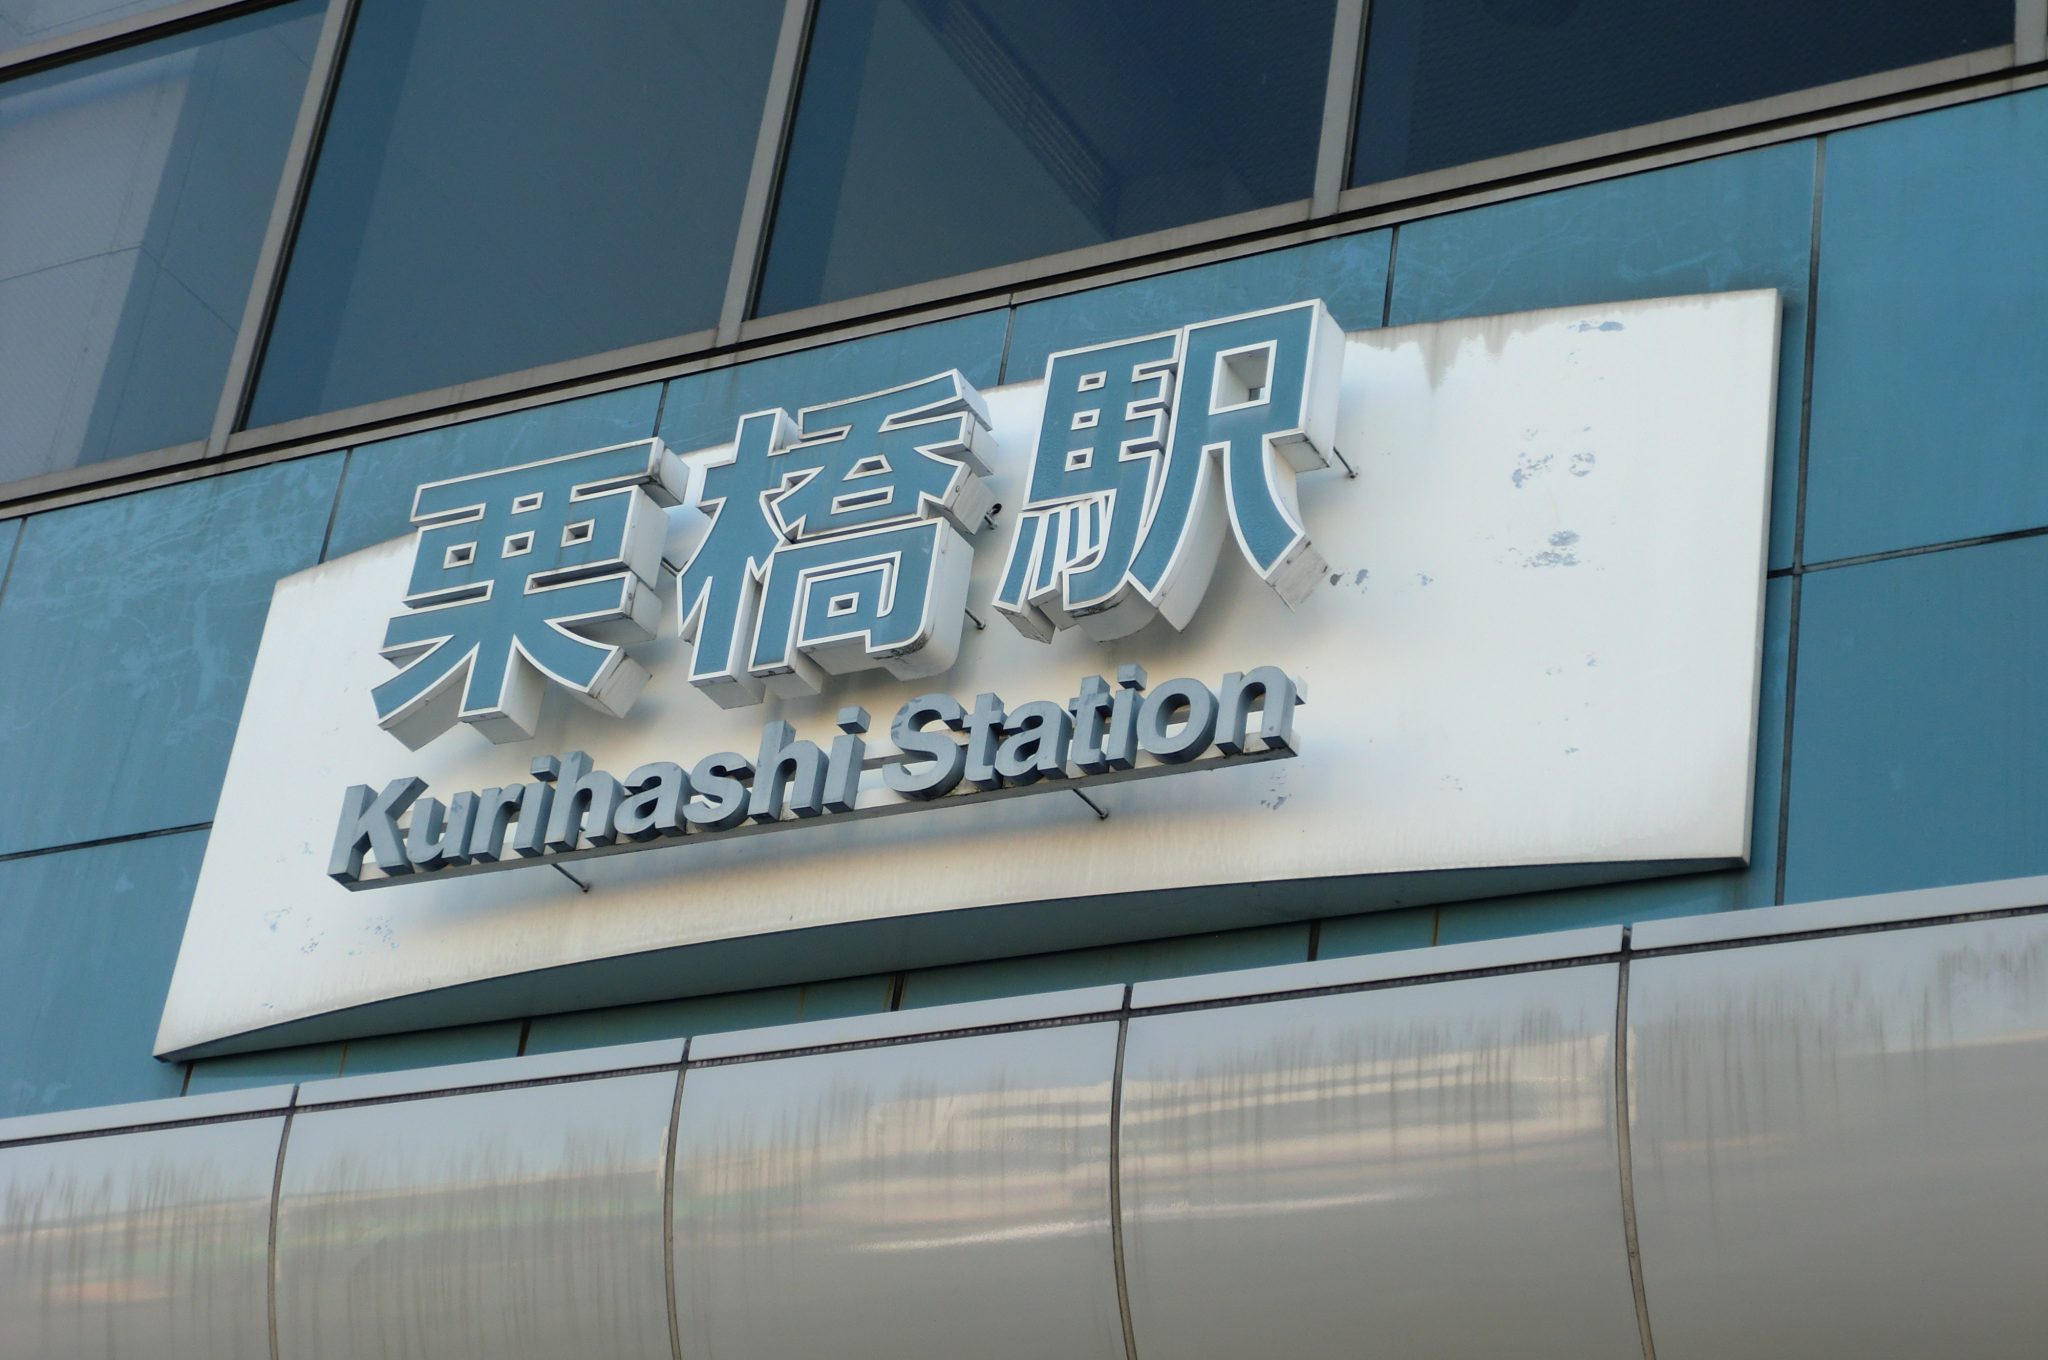 栗橋駅
Kurihashi Station